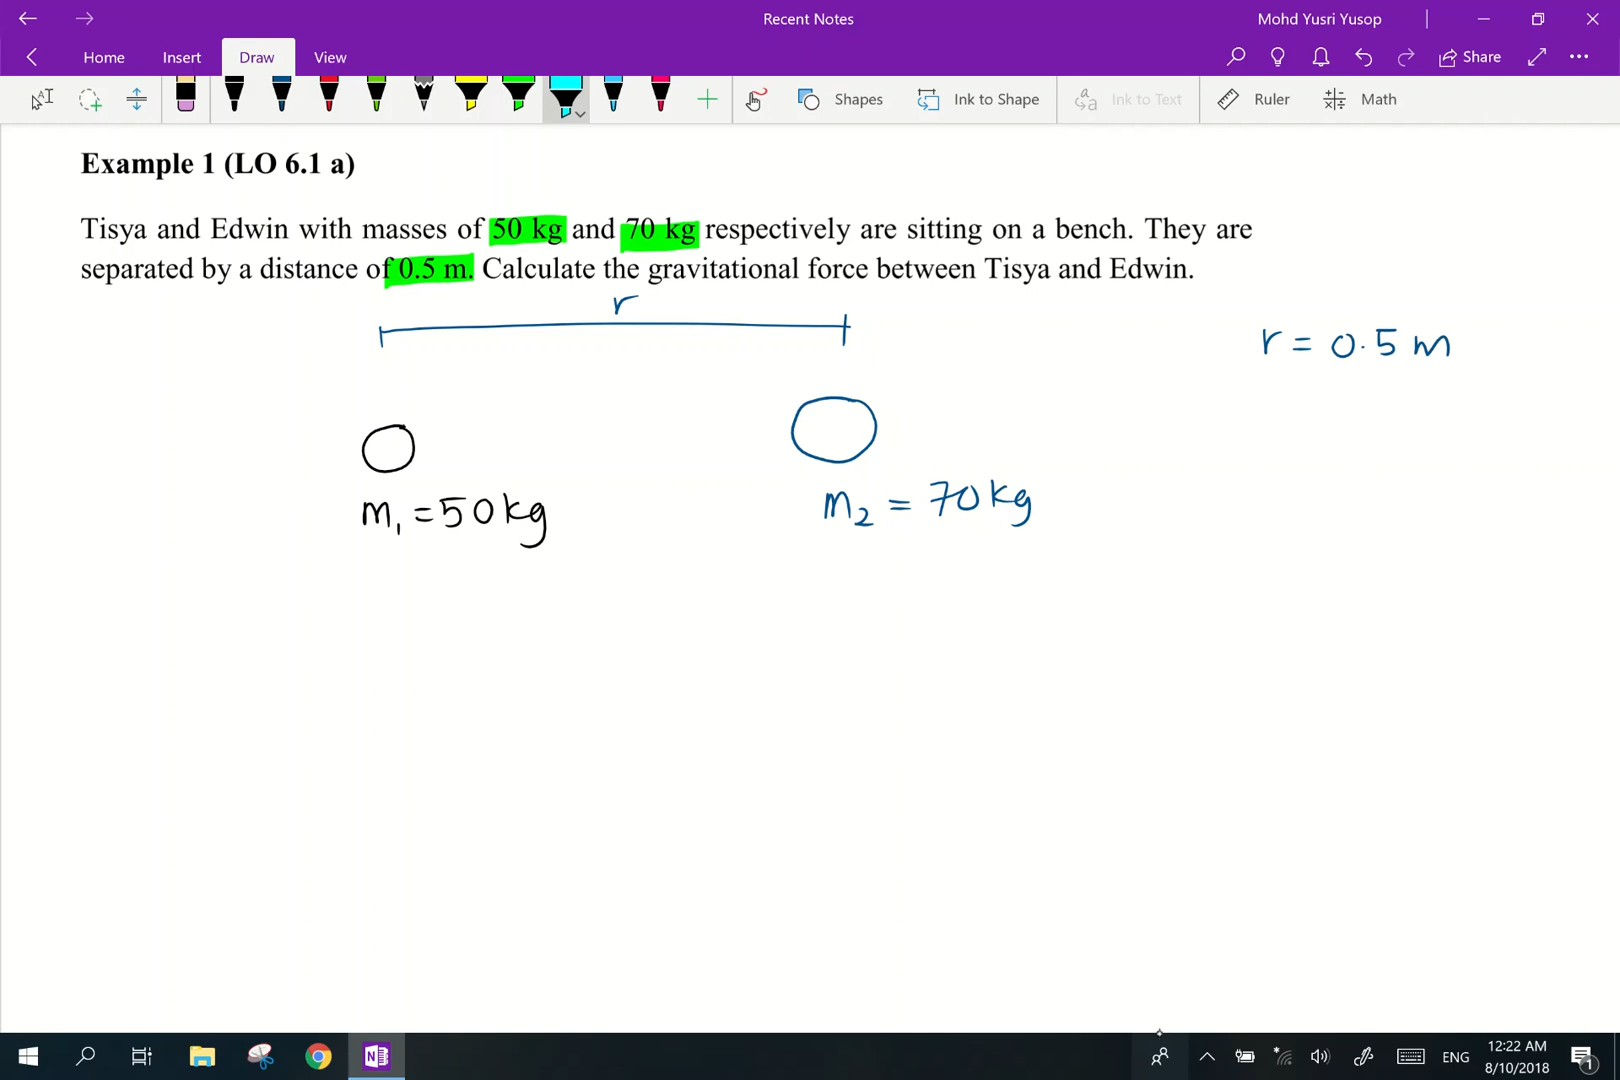 Recent Notes
Mohd Yusri Yusop
Home Insert Draw View
Share
Shapes
Ink to Shape
Ink to Text
Ruler
Math
Example 1 (LO 6.1 a)
Tisya and Edwin with masses of 50 kg and 70 kg respectively are sitting on a bench. They are
separated by a distance of 0.5 m. Calculate the gravitational force between Tisya and Edwin.
r
r = 0.5 m
m₁ = 50 kg
m₂ = 70 kg
ENG
12:22 AM
8/10/2018
1